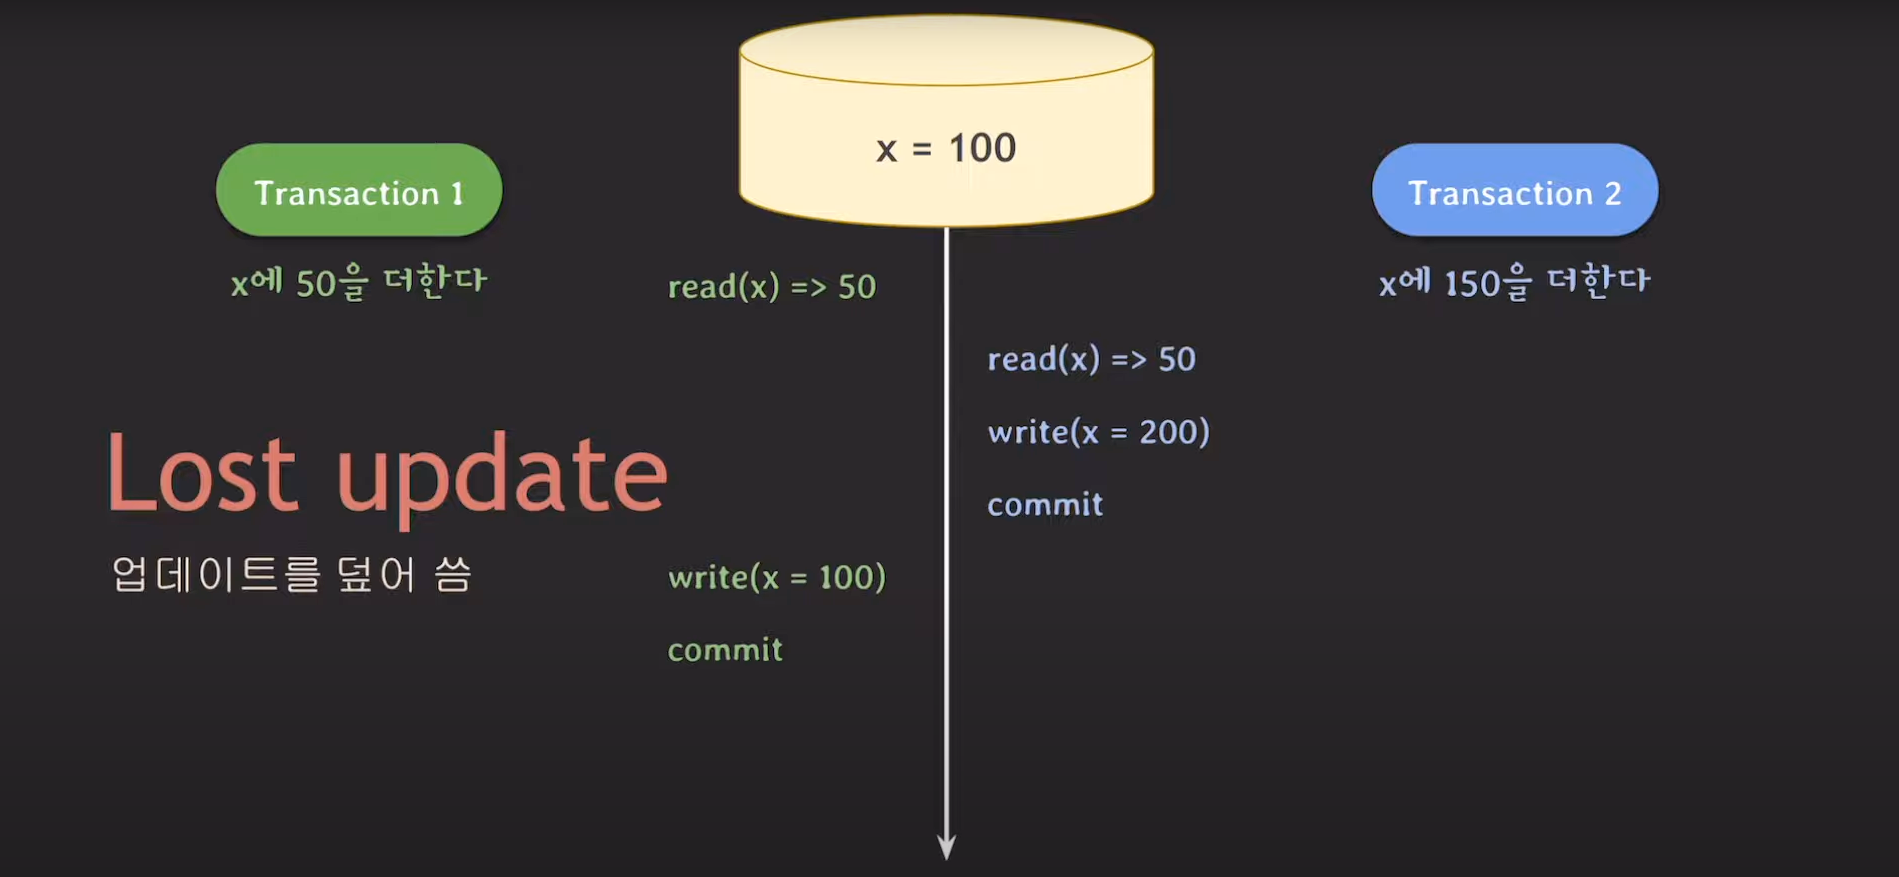 x = 100
Transaction 1
Transaction 2
x에 50을 더한다
read(x) => 50
x에 150을 더한다
read(x) => 50
write(x = 200)
Lost update
commit
업데이트를 덮어 씀
write(x = 100)
commit